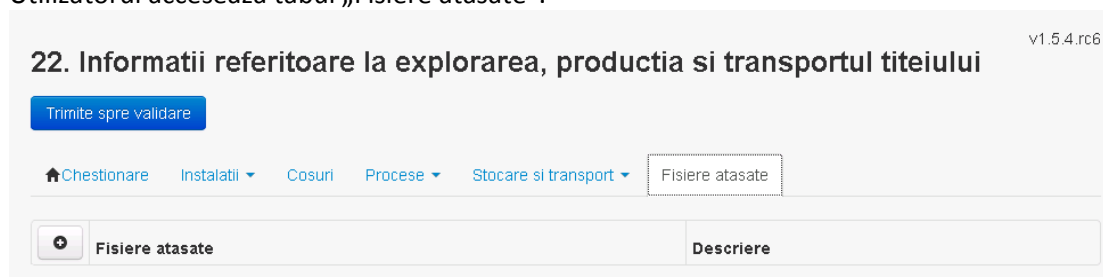 Utilizatorul acceseaza tabul „Fisiere atasate”.
v1.5.4.rc6
22. Informatii referitoare la explorarea, productia si transportul titeiului
Trimite spre validare
Chestionare Instalatii Cosuri Procese Stocare si transport Fisiere atasate
Fisiere atasate Descriere